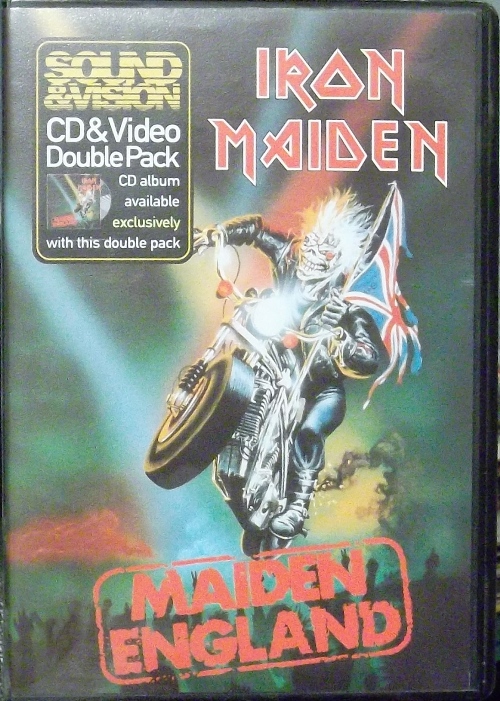 SOUND
&VISION
CD&Video
Double Pack
CD album
available
exclusively
with this double pack
IRON
MAIDEN
MAIDEN
ENGLAND